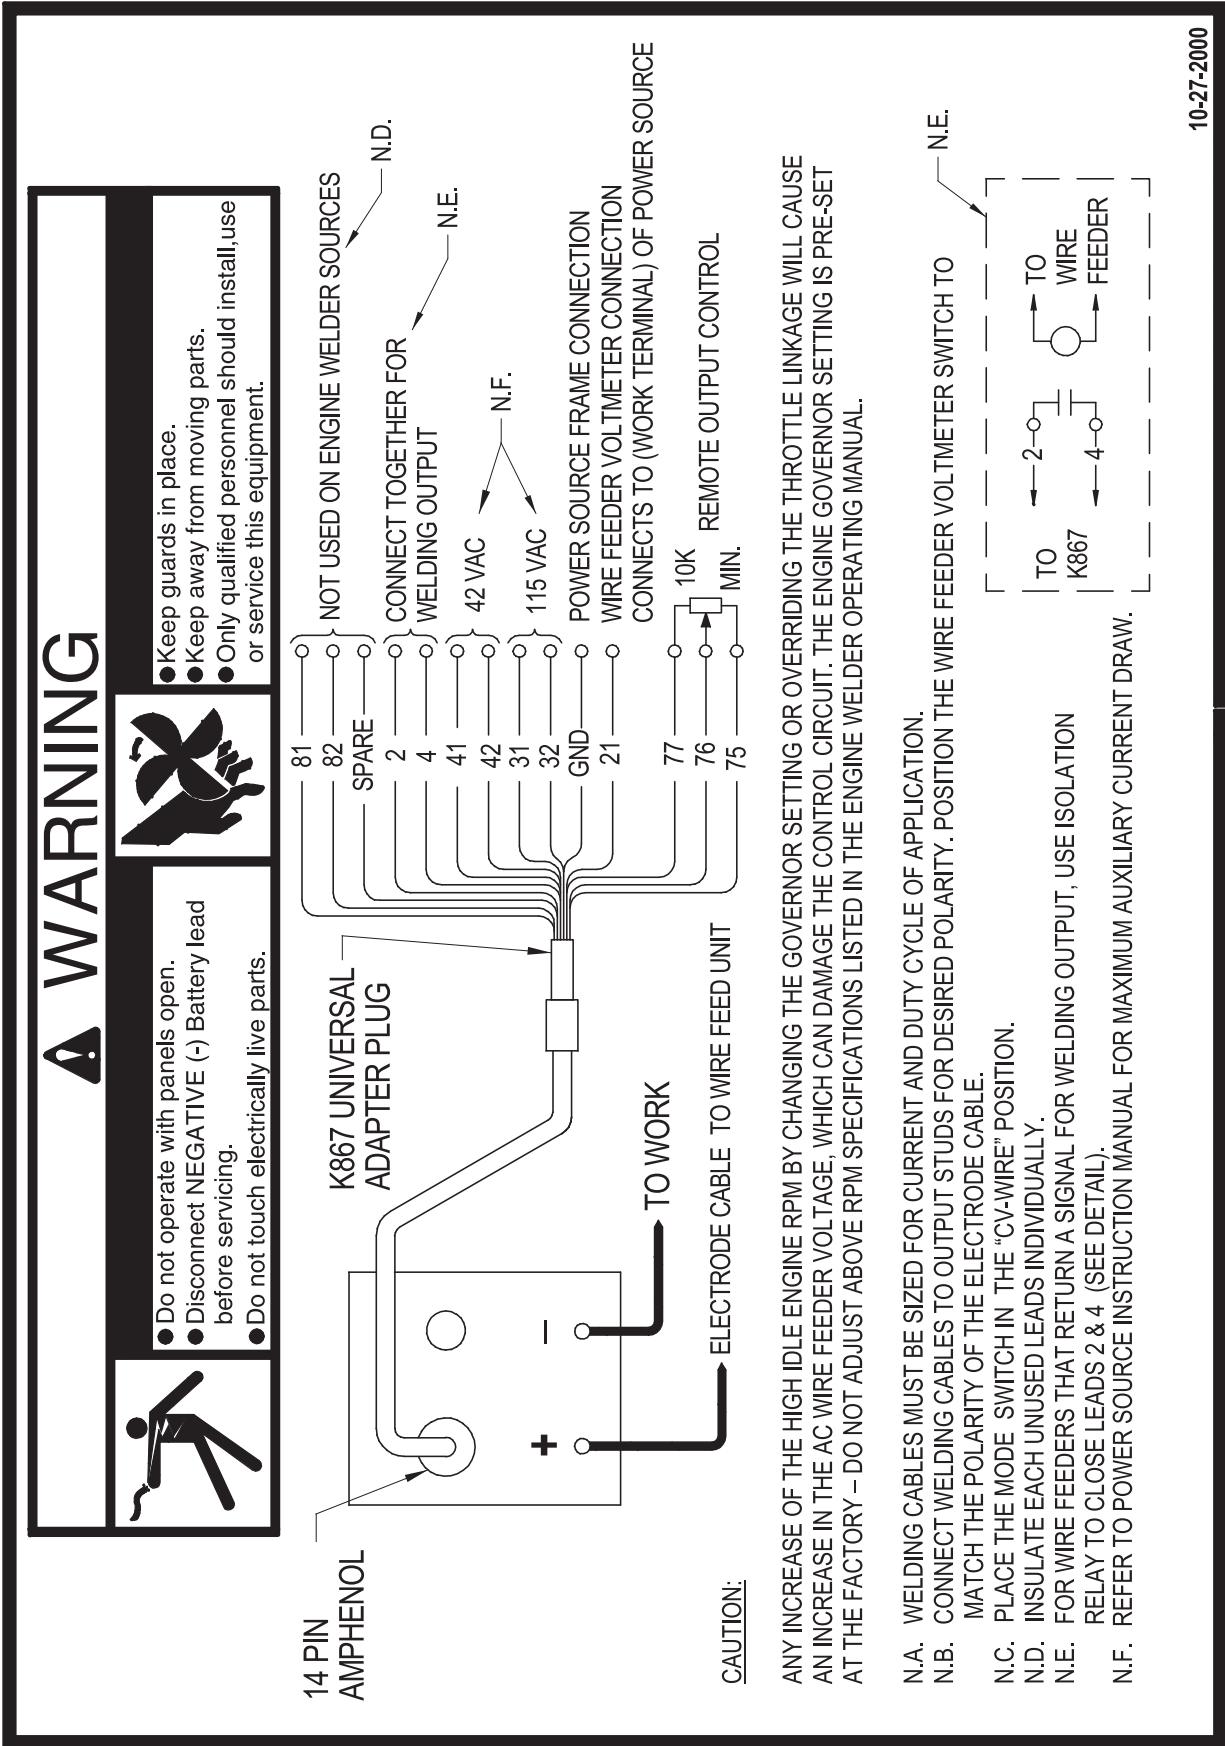 WARNING
● Do not operate with panels open.
● Disconnect NEGATIVE (-) Battery lead
before servicing.
● Do not touch electrically live parts.
● Keep guards in place.
● Keep away from moving parts.
● Only qualified personnel should install,use
or service this equipment.
14 PIN
AMPHENOL
K867 UNIVERSAL
ADAPTER PLUG
81
82
SPARE
2
4
41
42
31
32
GND
21
77
76
75
NOT USED ON ENGINE WELDER SOURCES
N.D.
CONNECT TOGETHER FOR
WELDING OUTPUT
N.E.
42 VAC
115 VAC
N.F.
POWER SOURCE FRAME CONNECTION
WIRE FEEDER VOLTMETER CONNECTION
CONNECTS TO (WORK TERMINAL) OF POWER SOURCE
10K
MIN.
REMOTE OUTPUT CONTROL
+
–
TO WORK
ELECTRODE CABLE TO WIRE FEED UNIT
CAUTION:
ANY INCREASE OF THE HIGH IDLE ENGINE RPM BY CHANGING THE GOVERNOR SETTING OR OVERRIDING THE THROTTLE LINKAGE WILL CAUSE
AN INCREASE IN THE AC WIRE FEEDER VOLTAGE, WHICH CAN DAMAGE THE CONTROL CIRCUIT. THE ENGINE GOVERNOR SETTING IS PRE-SET
AT THE FACTORY – DO NOT ADJUST ABOVE RPM SPECIFICATIONS LISTED IN THE ENGINE WELDER OPERATING MANUAL.
N.A. WELDING CABLES MUST BE SIZED FOR CURRENT AND DUTY CYCLE OF APPLICATION.
N.B. CONNECT WELDING CABLES TO OUTPUT STUDS FOR DESIRED POLARITY. POSITION THE WIRE FEEDER VOLTMETER SWITCH TO
MATCH THE POLARITY OF THE ELECTRODE CABLE.
N.C. PLACE THE MODE SWITCH IN THE "CV-WIRE" POSITION.
N.D. INSULATE EACH UNUSED LEADS INDIVIDUALLY.
N.E. FOR WIRE FEEDERS THAT RETURN A SIGNAL FOR WELDING OUTPUT, USE ISOLATION
RELAY TO CLOSE LEADS 2 & 4 (SEE DETAIL).
N.F. REFER TO POWER SOURCE INSTRUCTION MANUAL FOR MAXIMUM AUXILIARY CURRENT DRAW.
N.E.
TO
K867
2
4
TO
WIRE
FEEDER
10-27-2000